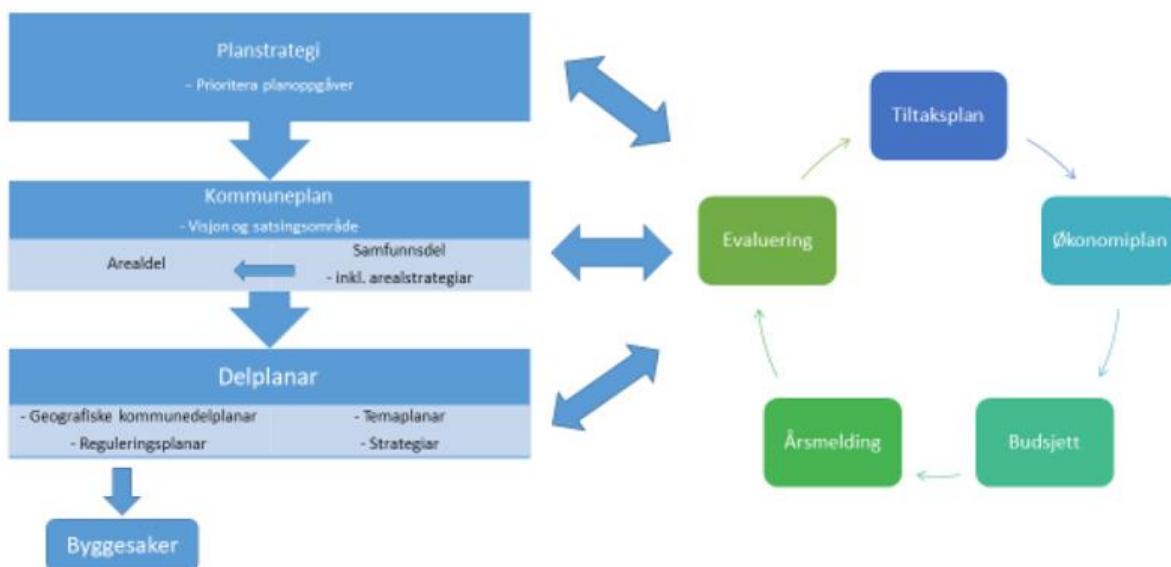 Planstrategi
- Prioritera planoppgåver
Kommuneplan
- Visjon og satsingsområde
Arealdel
Samfunnsdel
- inkl. arealstrategiar
Delplanar
- Geografiske kommunedelplanar
- Reguleringsplanar
- Temaplanar
- Strategiar
Byggesaker
Tiltaksplan
Økonomiplan
Budsjett
Årsmelding
Evaluering